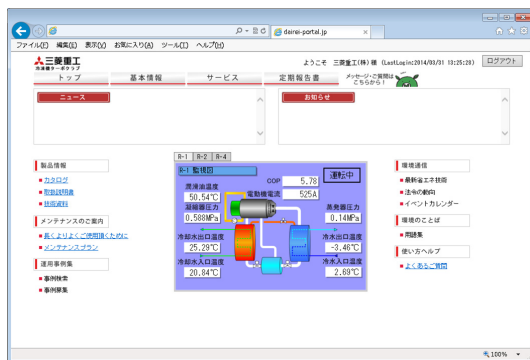 dairei-portal.jp
ファイル(F) 編集(E) 表示(V) お気に入り(A) ツール(T) ヘルプ(H)
三菱重工
冷凍機ターボクラブ
ようこそ 三菱重工(株) 様 (LastLogin:2014/03/31 13:25:28)
ログアウト
トップ 基本情報 サービス 定期報告書
メッセージ・ご質問は
こちらから!
ニュース
お知らせ
製品情報
カタログ
取扱説明書
技術資料
メンテナンスのご案内
長くよりよくご使用頂くために
メンテナンスプラン
運用事例集
事例検索
事例募集
R-1 R-2 R-4
R-1 監視図
COP 5.78
運転中
潤滑油温度
50.54℃
電動機電流 525A
凝縮器圧力
0.588MPa
蒸発器圧力
0.14MPa
冷却水出口温度
25.29℃
冷水出口温度
-3.46℃
冷却水入口温度
20.84℃
冷水入口温度
2.69℃
環境通信
最新省エネ技術
法令の動向
イベントカレンダー
環境のことば
用語集
使い方ヘルプ
よくあるご質問
100%